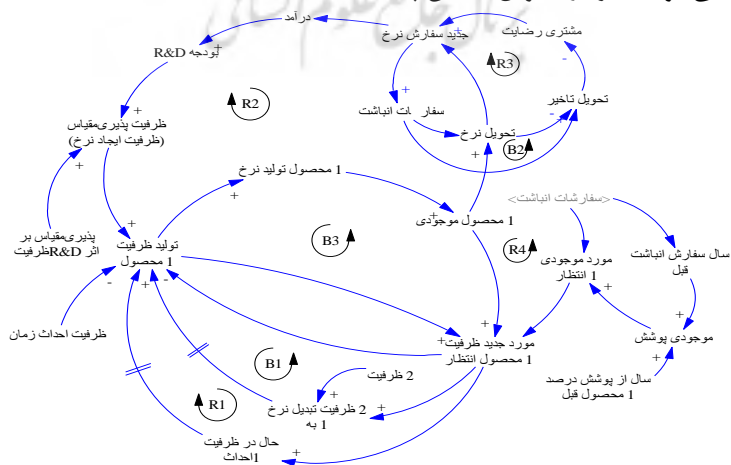 درآمد
جدید سفارش نرخ
مشتری رضایت
بودجه R&D
R3
R2
تحویل تاخیر
ظرفیت پذیری‌مقیاس
(ظرفیت ایجاد نرخ)
سفارشات انباشت
تحویل نرخ
B2
1 محصول تولید نرخ
<سفارشات انباشت>
1 محصول موجودی
پذیری‌مقیاس بر
اثر R&Dظرفیت
تولید ظرفیت
1 محصول
B3
R4
مورد موجودی
1 انتظار
سال سفارش انباشت
قبل
ظرفیت احداث زمان
مورد جدید ظرفیت
1 محصول انتظار
موجودی پوشش
B1
2 ظرفیت
سال از پوشش درصد
1 محصول قبل
R1
2 ظرفیت تبدیل نرخ
1 به
حال در ظرفیت
1احداث